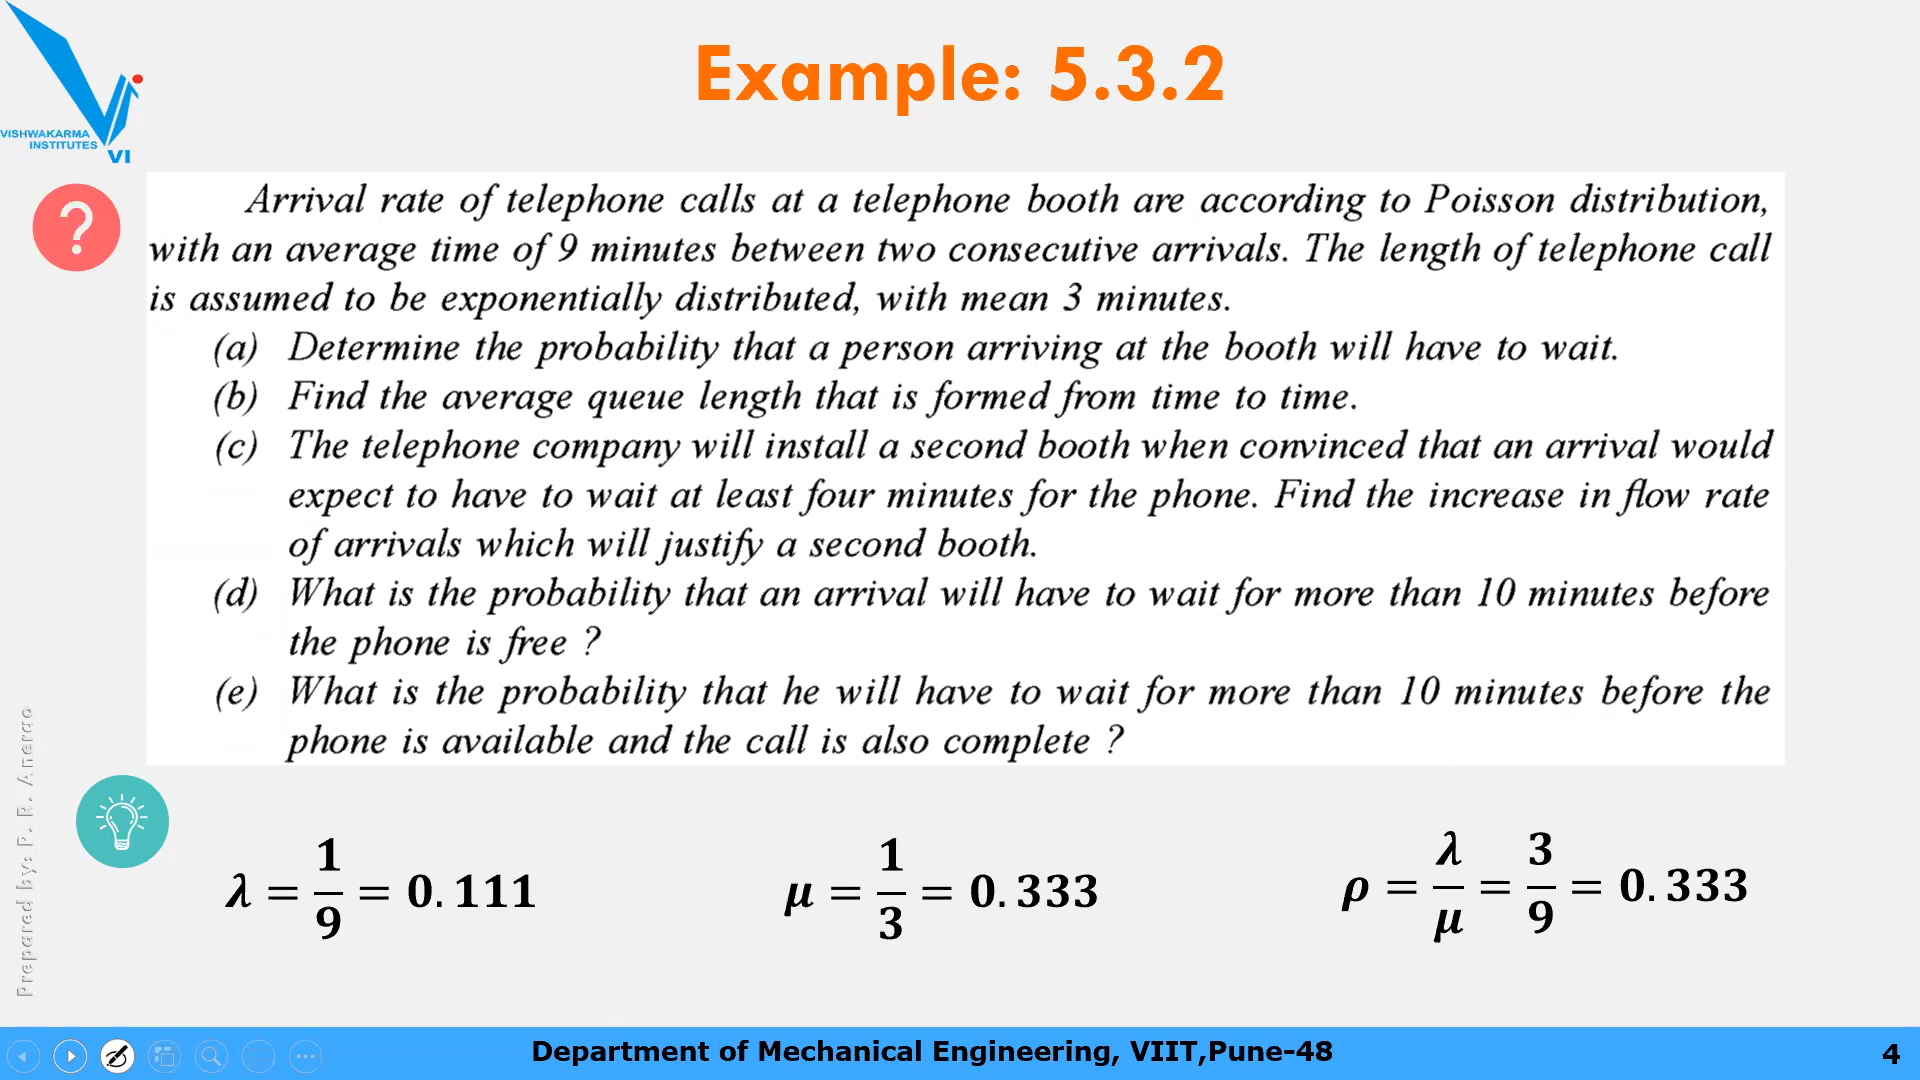 Example: 5.3.2
VISHWAKARMA
INSTITUTES
VI
?
Arrival rate of telephone calls at a telephone booth are according to Poisson distribution,
with an average time of 9 minutes between two consecutive arrivals. The length of telephone call
is assumed to be exponentially distributed, with mean 3 minutes.
(a) Determine the probability that a person arriving at the booth will have to wait.
(b) Find the average queue length that is formed from time to time.
(c) The telephone company will install a second booth when convinced that an arrival would
expect to have to wait at least four minutes for the phone. Find the increase in flow rate
of arrivals which will justify a second booth.
(d) What is the probability that an arrival will have to wait for more than 10 minutes before
the phone is free ?
(e) What is the probability that he will have to wait for more than 10 minutes before the
phone is available and the call is also complete ?
λ = 1/9 = 0.111
μ = 1/3 = 0.333
ρ = λ/μ = 3/9 = 0.333
Prepared by: P. R. Anerao
Department of Mechanical Engineering, VIIT,Pune-48
4